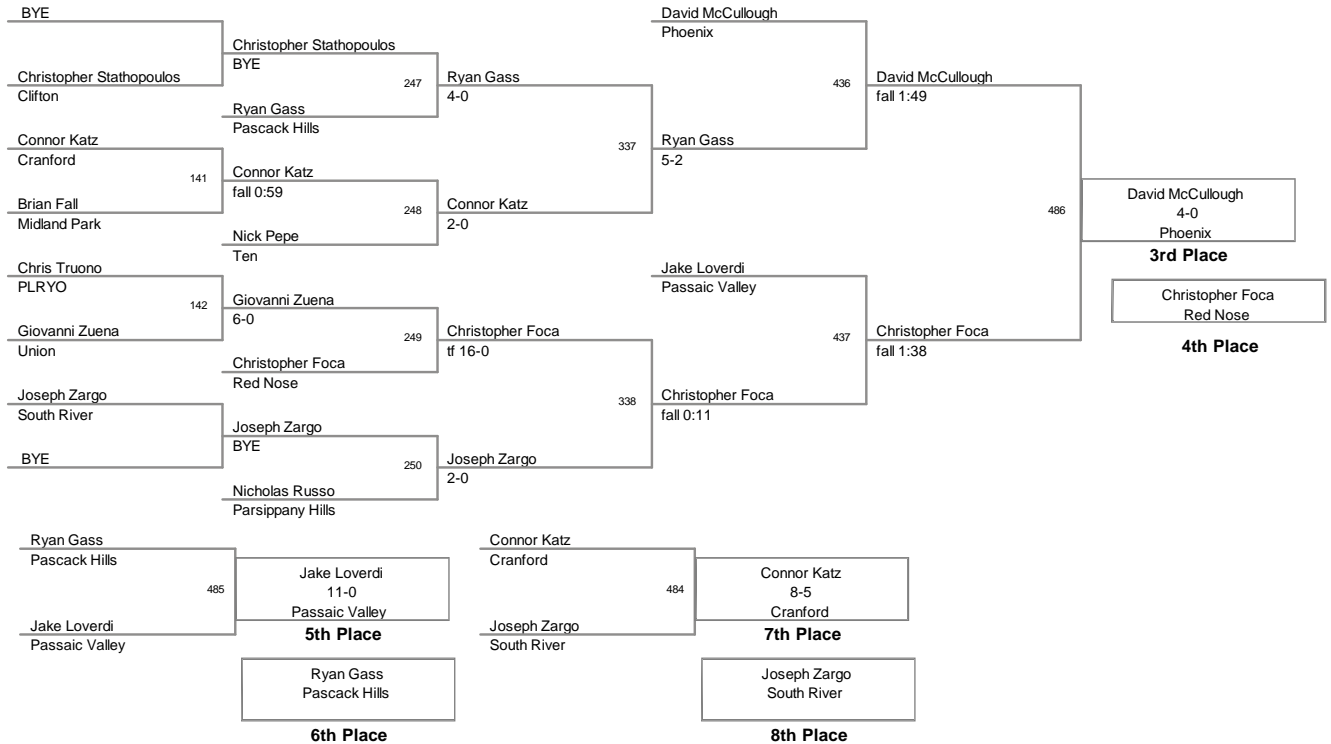 BYE
Christopher Stathopoulos
Clifton
Connor Katz
Cranford
141
Brian Fall
Midland Park
Chris Truono
PLRYO
142
Giovanni Zuena
Union
Joseph Zargo
South River
BYE
Christopher Stathopoulos
BYE
247
Ryan Gass
Pascack Hills
Connor Katz
fall 0:59
248
Nick Pepe
Ten
Giovanni Zuena
6-0
249
Christopher Foca
Red Nose
Joseph Zargo
BYE
250
Nicholas Russo
Parsippany Hills
Ryan Gass
4-0
337
Connor Katz
2-0
Christopher Foca
tf 16-0
338
Joseph Zargo
2-0
David McCullough
Phoenix
436
Ryan Gass
5-2
Jake Loverdi
Passaic Valley
437
Christopher Foca
fall 0:11
David McCullough
fall 1:49
486
Christopher Foca
fall 1:38
David McCullough
4-0
Phoenix
3rd Place
Christopher Foca
Red Nose
4th Place
Ryan Gass
Pascack Hills
485
Jake Loverdi
Passaic Valley
Jake Loverdi
11-0
Passaic Valley
5th Place
Ryan Gass
Pascack Hills
6th Place
Connor Katz
Cranford
484
Joseph Zargo
South River
Connor Katz
8-5
Cranford
7th Place
Joseph Zargo
South River
8th Place